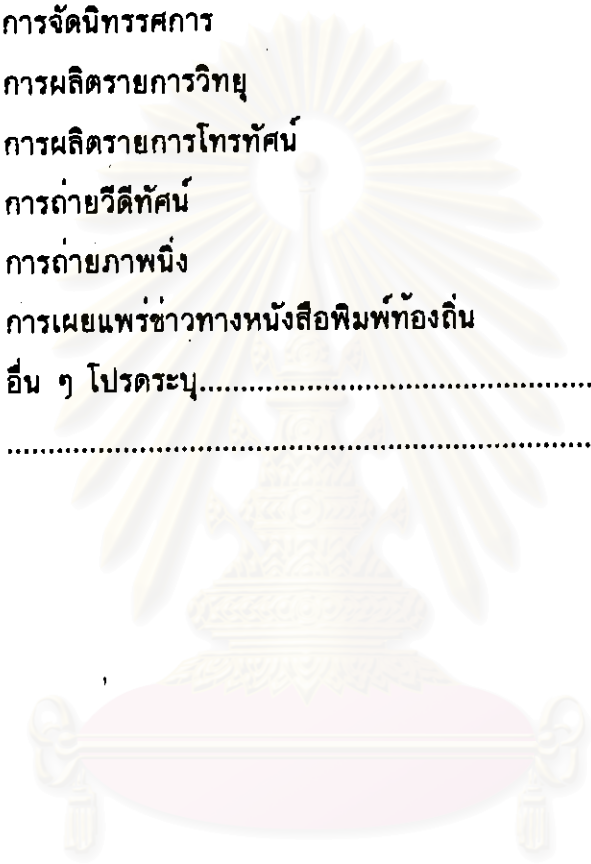 การจัดนิทรรศการ
การผลิตรายการวิทยุ
การผลิตรายการโทรทัศน์
การถ่ายวีดีทัศน์
การถ่ายภาพนิ่ง
การเผยแพร่ข่าวทางหนังสือพิมพ์ท้องถิ่น
อื่น ๆ โปรดระบุ................................................
.......................................................................